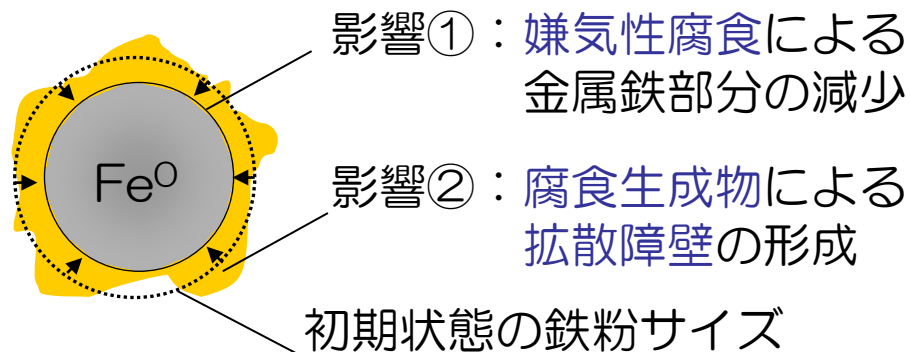 影響①：嫌気性腐食による
金属鉄部分の減少
Fe⁰
影響②：腐食生成物による
拡散障壁の形成
初期状態の鉄粉サイズ